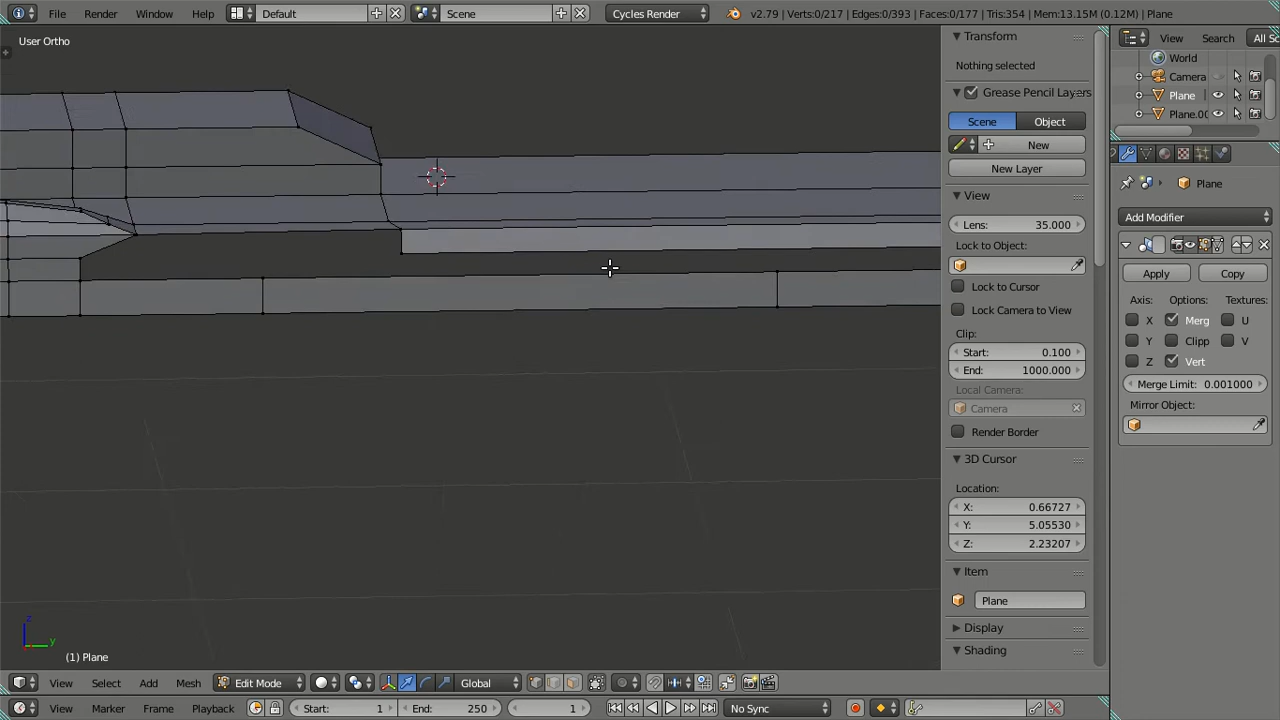 File Render Window Help Default Scene Cycles Render v2.79 | Verts:0/217 | Edges:0/393 | Faces:0/177 | Tris:354 | Mem:13.15M (0.12M) | Plane
User Ortho
Transform
Nothing selected
Grease Pencil Layers
Scene Object
New
New Layer
View
Lens: 35.000
Lock to Object:
Lock to Cursor
Lock Camera to View
Clip:
Start: 0.100
End: 1000.000
Local Camera:
Camera
Render Border
3D Cursor
Location:
X: 0.66727
Y: 5.05530
Z: 2.23207
Item
Plane
Display
Shading
View Search All Sc
World
Camera
Plane
Plane.00
Plane
Add Modifier
Apply Copy
Axis: Options: Textures:
X Merg U
Y Clipp V
Z Vert
Merge Limit: 0.001000
Mirror Object:
z
y
(1) Plane
View Select Add Mesh Edit Mode Global
View Marker Frame Playback Start: 1 End: 250 1 No Sync